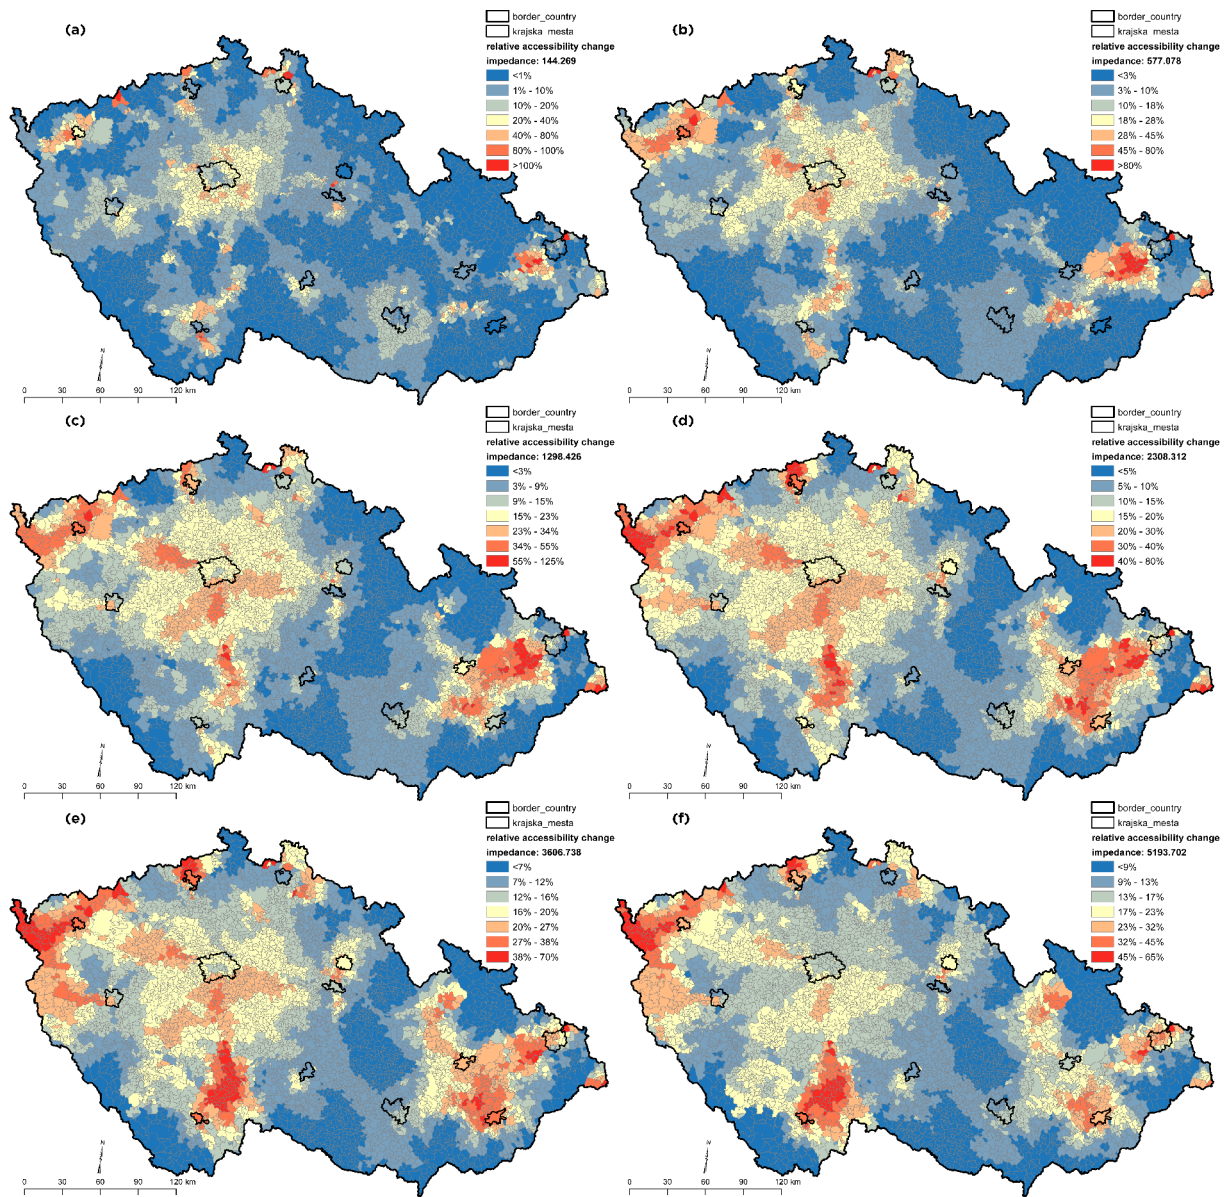 (a)
border_country
krajska_mesta
relative accessibility change
impedance: 144.269
<1%
1% - 10%
10% - 20%
20% - 40%
40% - 80%
80% - 100%
>100%
N
0 30 60 90 120 km
(b)
border_country
krajska_mesta
relative accessibility change
impedance: 577.078
<3%
3% - 10%
10% - 18%
18% - 28%
28% - 45%
45% - 80%
>80%
N
0 30 60 90 120 km
(c)
border_country
krajska_mesta
relative accessibility change
impedance: 1298.426
<3%
3% - 9%
9% - 15%
15% - 23%
23% - 34%
34% - 55%
55% - 125%
N
0 30 60 90 120 km
(d)
border_country
krajska_mesta
relative accessibility change
impedance: 2308.312
<5%
5% - 10%
10% - 15%
15% - 20%
20% - 30%
30% - 40%
40% - 80%
N
0 30 60 90 120 km
(e)
border_country
krajska_mesta
relative accessibility change
impedance: 3606.738
<7%
7% - 12%
12% - 16%
16% - 20%
20% - 27%
27% - 38%
38% - 70%
N
0 30 60 90 120 km
(f)
border_country
krajska_mesta
relative accessibility change
impedance: 5193.702
<9%
9% - 13%
13% - 17%
17% - 23%
23% - 32%
32% - 45%
45% - 65%
N
0 30 60 90 120 km